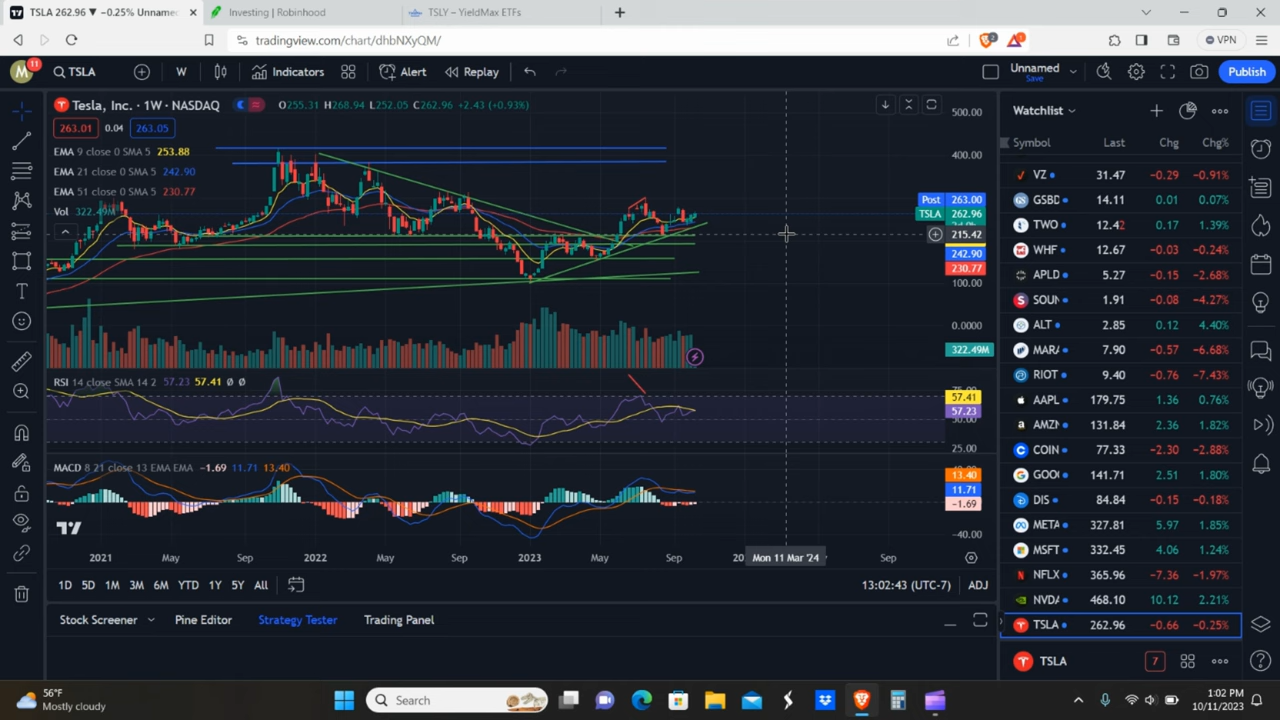 TSLA 262.96 ▼ −0.25% Unname
Investing | Robinhood
TSLY – YieldMax ETFs
tradingview.com/chart/dhbNXyQM/
VPN
M
11
TSLA
W
Indicators
Alert
Replay
Unnamed
Save
Publish
Tesla, Inc. · 1W · NASDAQ
O255.31 H268.94 L252.05 C262.96 +2.43 (+0.93%)
263.01
0.04
263.05
EMA 9 close 0 SMA 5 253.88
EMA 21 close 0 SMA 5 242.90
EMA 51 close 0 SMA 5 230.77
Vol 322.49M
500.00
400.00
Post 263.00
TSLA 262.96
215.42
242.90
230.77
100.00
0.0000
322.49M
RSI 14 close SMA 14 2 57.23 57.41 Ø Ø
75.00
57.41
57.23
50.00
25.00
MACD 8 21 close 13 EMA EMA −1.69 11.71 13.40
13.40
11.71
−1.69
−40.00
2021
May
Sep
2022
May
Sep
2023
May
Sep
20
Mon 11 Mar '24
Sep
1D
5D
1M
3M
6M
YTD
1Y
5Y
All
13:02:43 (UTC-7)
ADJ
Stock Screener
Pine Editor
Strategy Tester
Trading Panel
Watchlist
Symbol Last Chg Chg%
VZ 31.47 −0.29 −0.91%
GSBD 14.11 0.01 0.07%
TWO 12.42 0.17 1.39%
WHF 12.67 −0.03 −0.24%
APLD 5.27 −0.15 −2.68%
SOUN 1.91 −0.08 −4.27%
ALT 2.85 0.12 4.40%
MARA 7.90 −0.57 −6.68%
RIOT 9.40 −0.76 −7.43%
AAPL 179.75 1.36 0.76%
AMZN 131.84 2.36 1.82%
COIN 77.33 −2.30 −2.88%
GOO 141.71 2.51 1.80%
DIS 84.84 −0.15 −0.18%
META 327.81 5.97 1.85%
MSFT 332.45 4.06 1.24%
NFLX 365.96 −7.36 −1.97%
NVDA 468.10 10.12 2.21%
TSLA 262.96 −0.66 −0.25%
TSLA
7
56°F
Mostly cloudy
Search
1:02 PM
10/11/2023